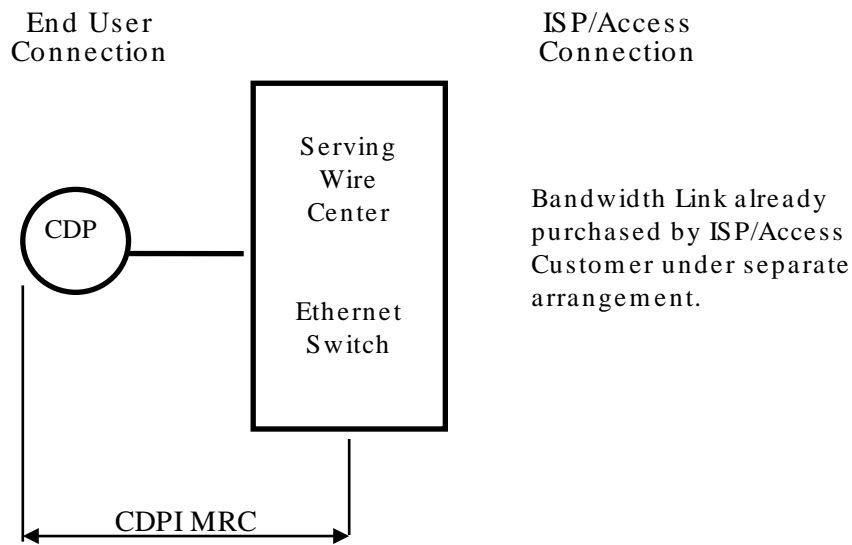 End User
Connection
ISP/Access
Connection
Serving
Wire
Center
CDP
Bandwidth Link already
purchased by ISP/Access
Customer under separate
arrangement.
Ethernet
Switch
CDPI MRC